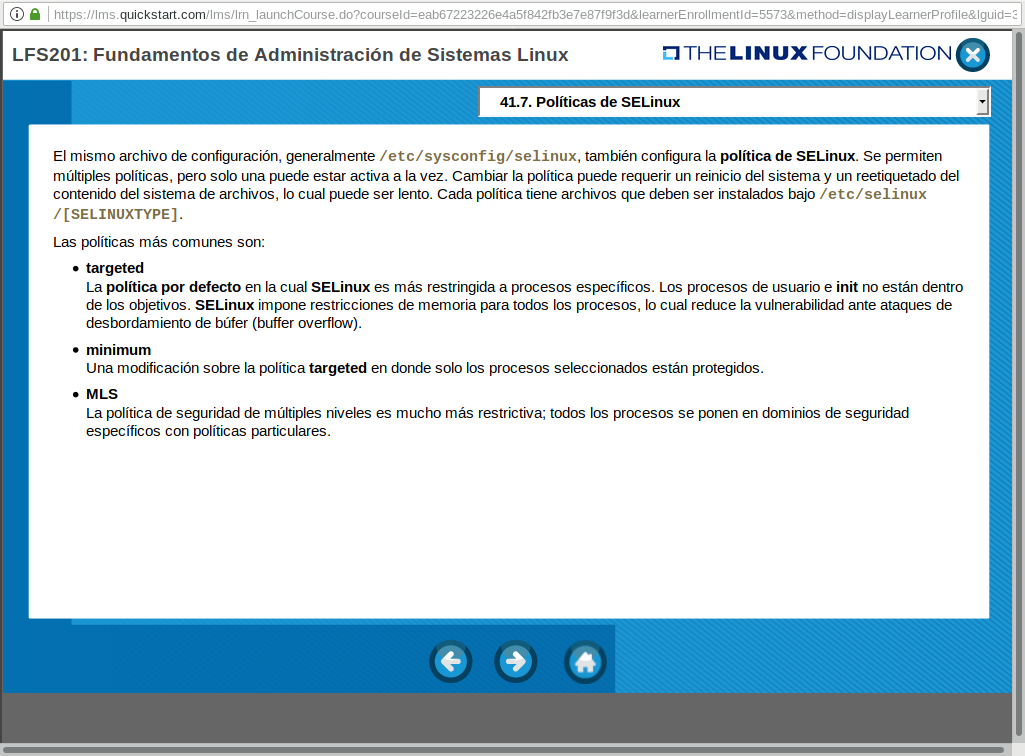 https://lms.quickstart.com/lms/lrn_launchCourse.do?courseId=eab67223226e4a5f842fb3e7e87f9f3d&learnerEnrollmentId=5573&method=displayLearnerProfile&lguid=3
LFS201: Fundamentos de Administración de Sistemas Linux
THE LINUX FOUNDATION
41.7. Políticas de SELinux
El mismo archivo de configuración, generalmente /etc/sysconfig/selinux, también configura la política de SELinux. Se permiten
múltiples políticas, pero solo una puede estar activa a la vez. Cambiar la política puede requerir un reinicio del sistema y un reetiquetado del
contenido del sistema de archivos, lo cual puede ser lento. Cada política tiene archivos que deben ser instalados bajo /etc/selinux
/[SELINUXTYPE].
Las políticas más comunes son:
• targeted
La política por defecto en la cual SELinux es más restringida a procesos específicos. Los procesos de usuario e init no están dentro
de los objetivos. SELinux impone restricciones de memoria para todos los procesos, lo cual reduce la vulnerabilidad ante ataques de
desbordamiento de búfer (buffer overflow).
• minimum
Una modificación sobre la política targeted en donde solo los procesos seleccionados están protegidos.
• MLS
La política de seguridad de múltiples niveles es mucho más restrictiva; todos los procesos se ponen en dominios de seguridad
específicos con políticas particulares.